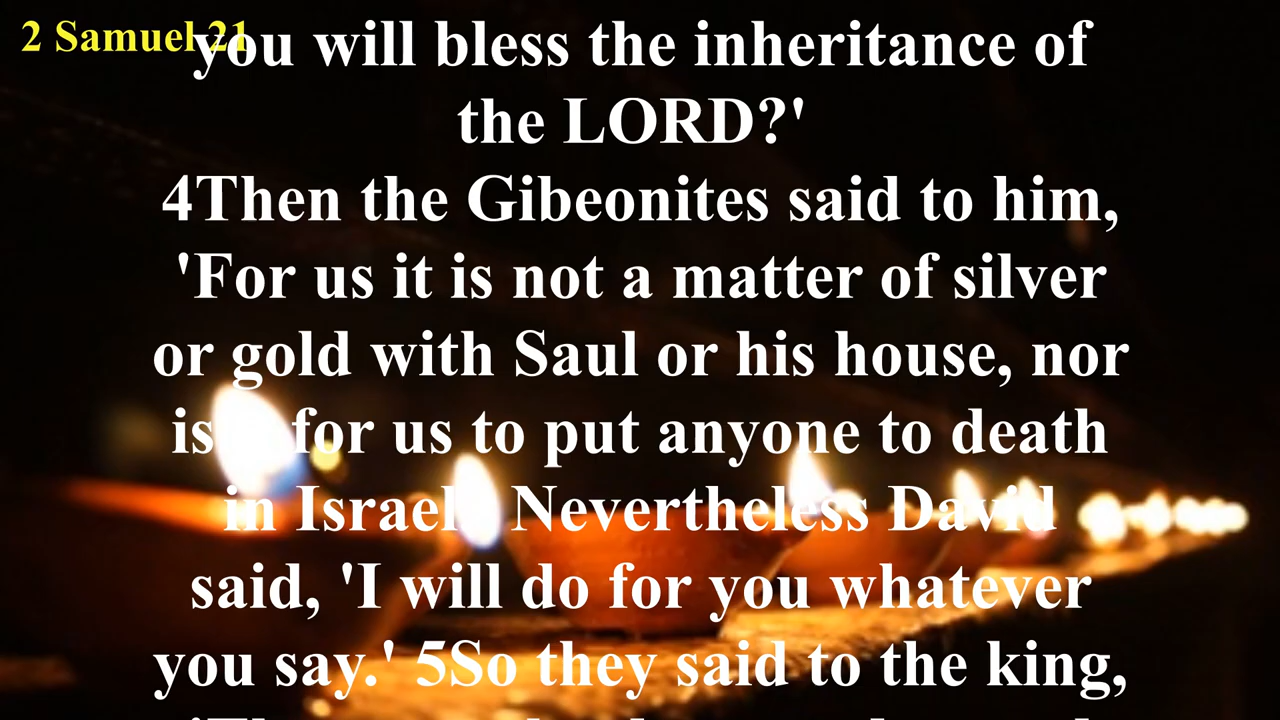 2 Samuel 21
you will bless the inheritance of
the LORD?'
4Then the Gibeonites said to him,
'For us it is not a matter of silver
or gold with Saul or his house, nor
is for us to put anyone to death
in Israel Nevertheless David
said, 'I will do for you whatever
you say.' 5So they said to the king,